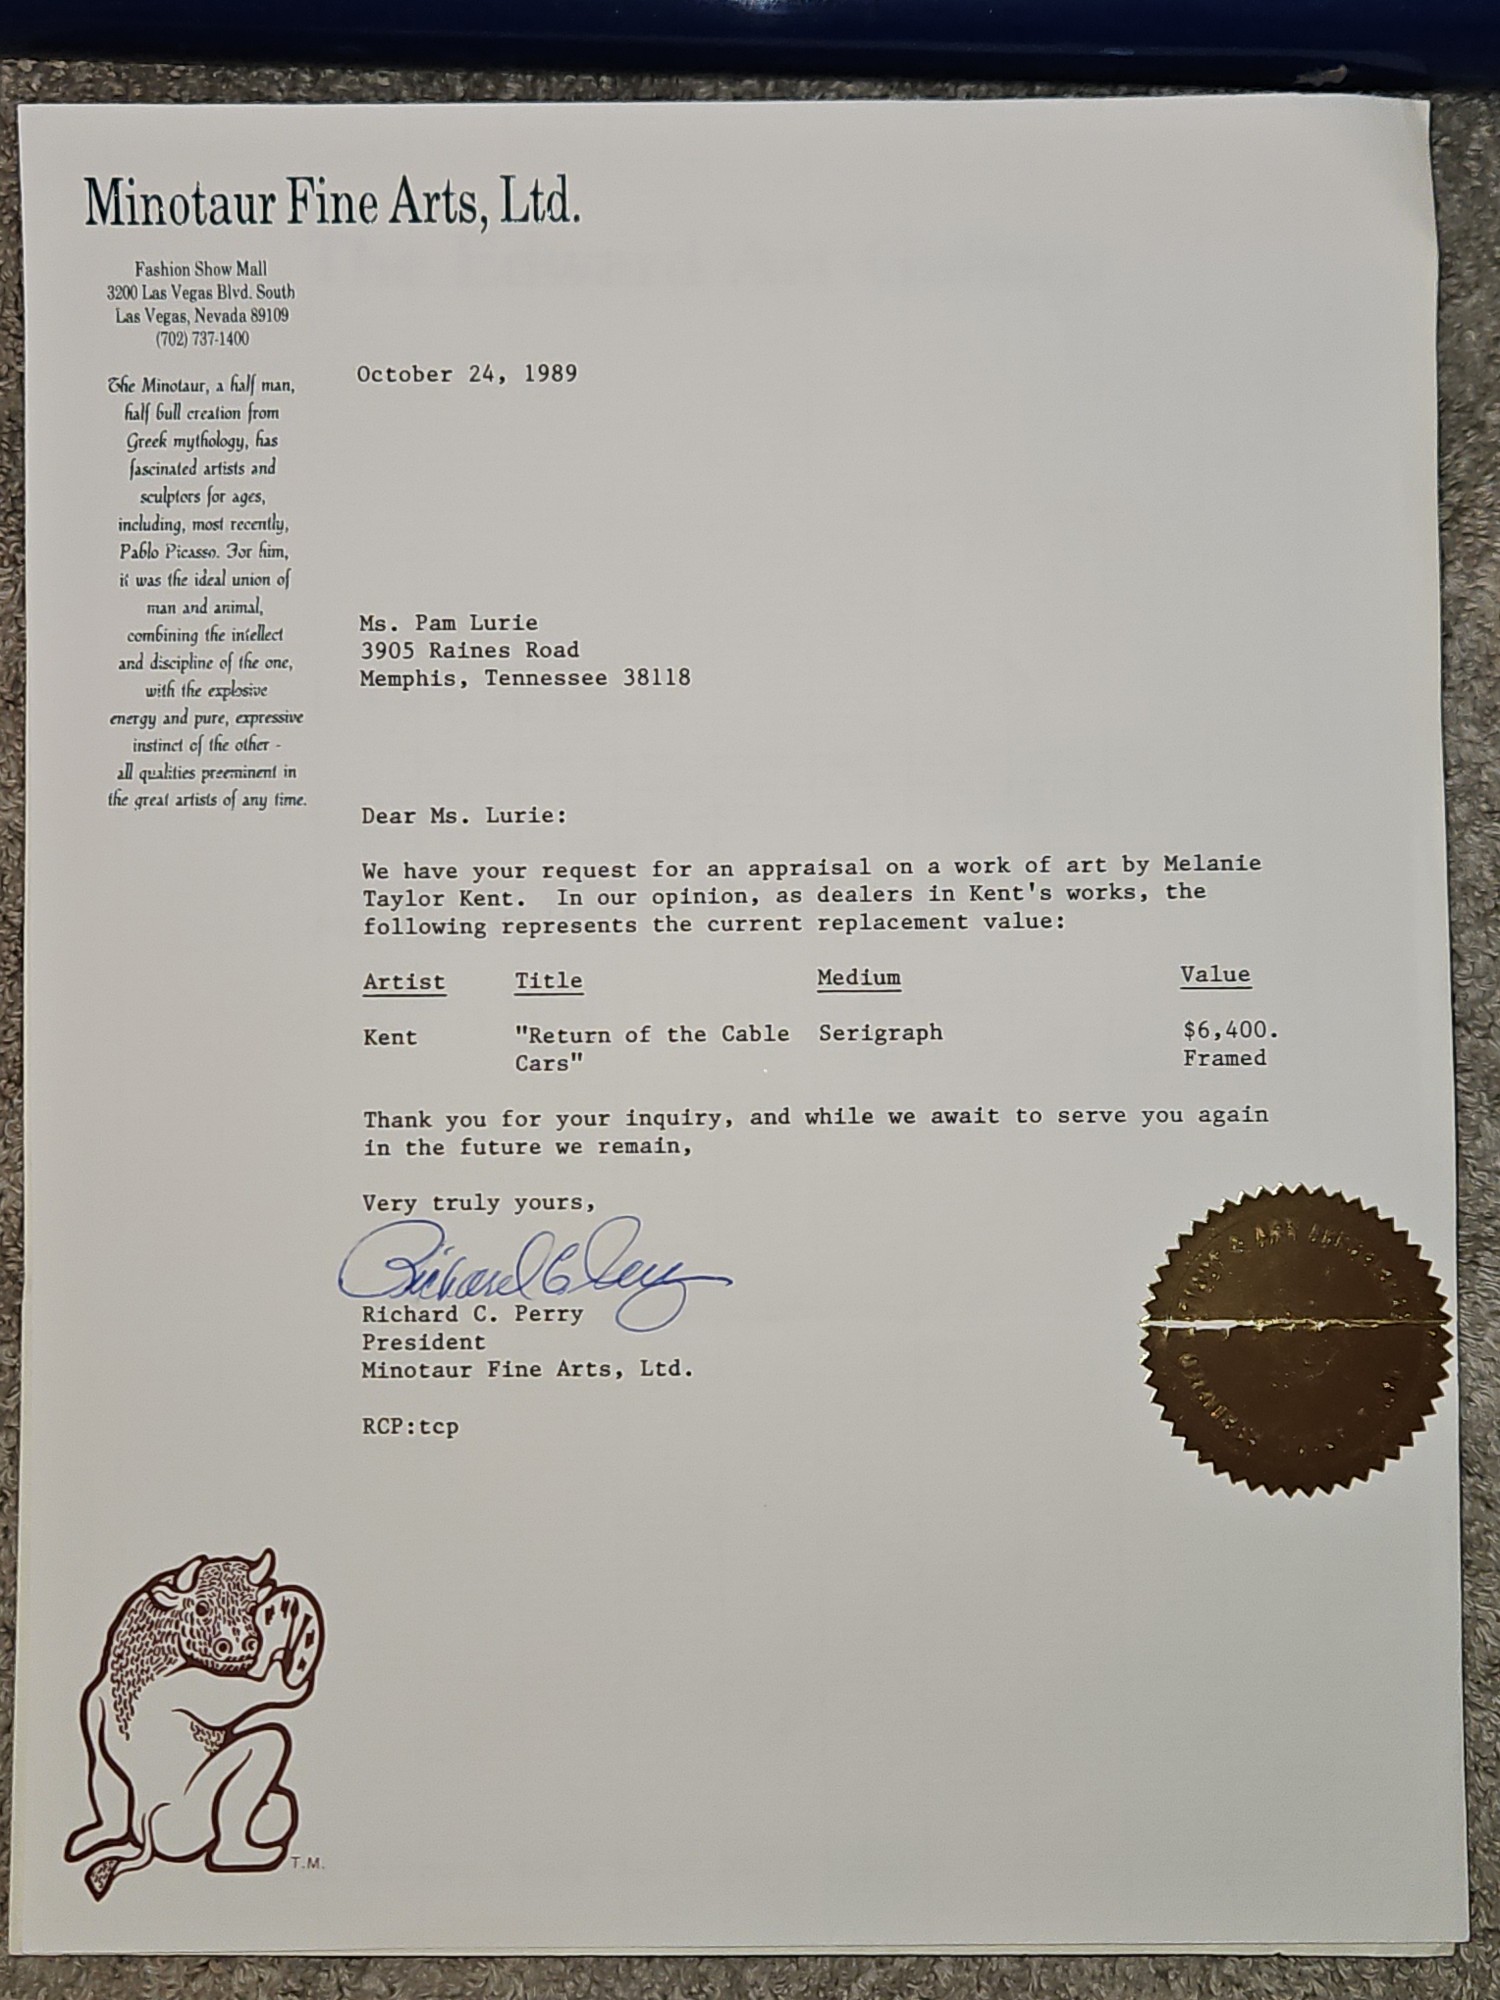 Minotaur Fine Arts, Ltd.
Fashion Show Mall
3200 Las Vegas Blvd. South
Las Vegas, Nevada 89109
(702) 737-1400
The Minotaur, a half man,
half bull creation from
Greek mythology, has
fascinated artists and
sculptors for ages,
including, most recently,
Pablo Picasso. For him,
it was the ideal union of
man and animal,
combining the intellect
and discipline of the one,
with the explosive
energy and pure, expressive
instinct of the other -
all qualities preeminent in
the great artists of any time.
October 24, 1989
Ms. Pam Lurie
3905 Raines Road
Memphis, Tennessee 38118
Dear Ms. Lurie:
We have your request for an appraisal on a work of art by Melanie
Taylor Kent.  In our opinion, as dealers in Kent's works, the
following represents the current replacement value:
Artist Title Medium Value
Kent "Return of the Cable Serigraph $6,400.
Cars" Framed
Thank you for your inquiry, and while we await to serve you again
in the future we remain,
Very truly yours,
Richard C. Perry
Richard C. Perry
President
Minotaur Fine Arts, Ltd.
RCP:tcp
& ART
T.M.